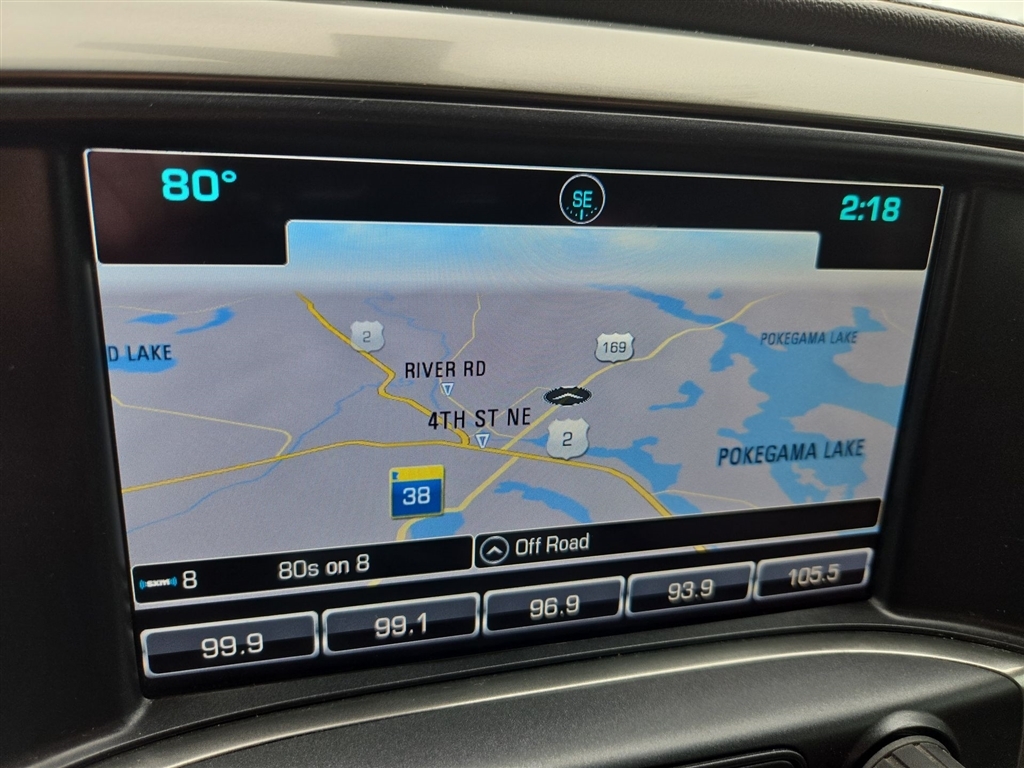 80°
SE
2:18
D LAKE
2
169
POKEGAMA LAKE
RIVER RD
4TH ST NE
2
POKEGAMA LAKE
38
SXM 8
80s on 8
Off Road
99.9
99.1
96.9
93.9
105.5